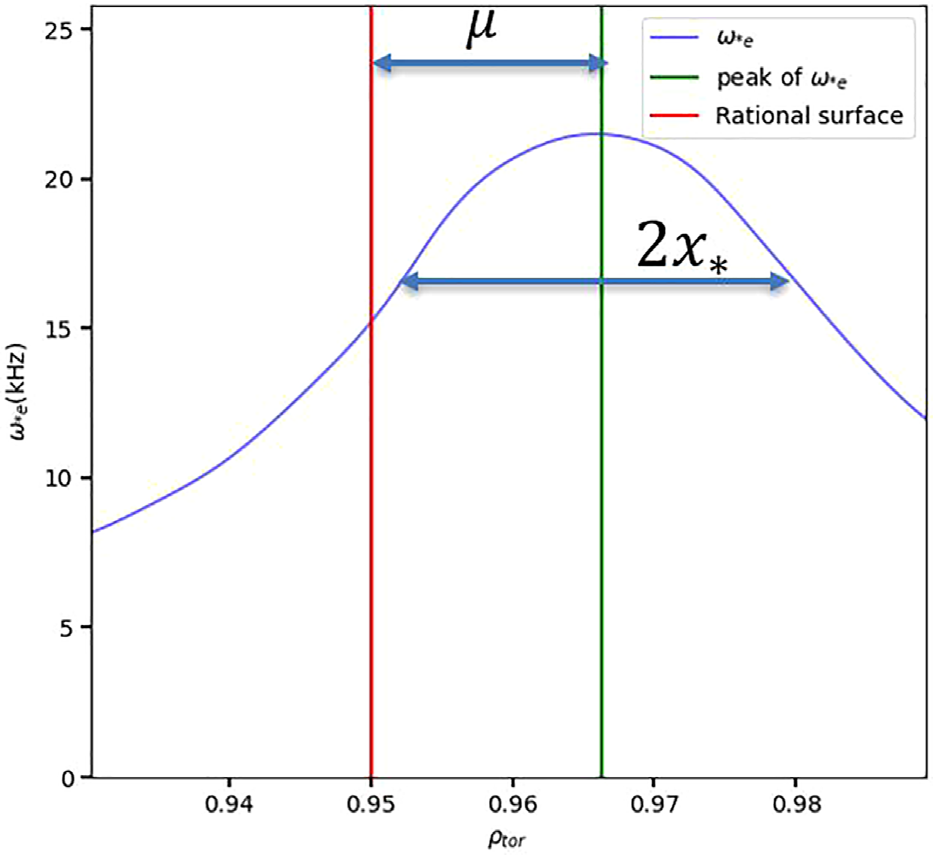 μ
ω*e
peak of ω*e
Rational surface
2x*
25
20
15
10
5
0
ω*e(kHz)
0.94
0.95
0.96
0.97
0.98
ρtor